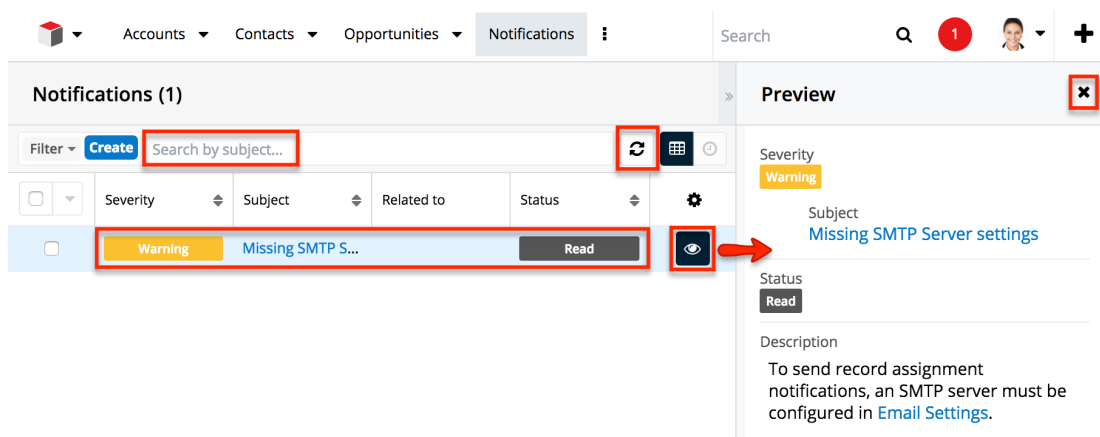 Accounts Contacts Opportunities Notifications Search 1
Notifications (1)
Filter Create Search by subject...
Severity Subject Related to Status
Warning Missing SMTP S... Read
Preview
Severity
Warning
Subject
Missing SMTP Server settings
Status
Read
Description
To send record assignment
notifications, an SMTP server must be
configured in Email Settings.